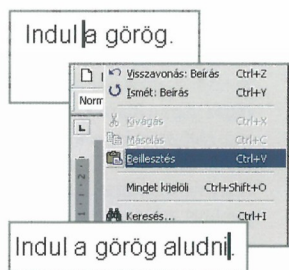 Indul a görög.
Norm
Visszavonás: Beírás Ctrl+Z
Ismét: Beírás Ctrl+Y
Kivágás Ctrl+X
Másolás Ctrl+C
Beillesztés Ctrl+V
Mindet kijelöli Ctrl+Shift+O
Keresés... Ctrl+I
Indul a görög aludni.